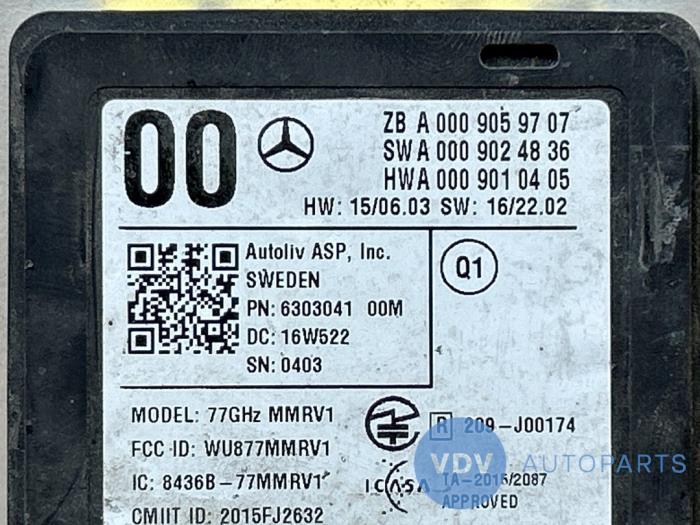 00
ZB A 000 905 97 07
SW A 000 902 48 36
HW A 000 901 04 05
HW: 15/06.03 SW: 16/22.02
Autoliv ASP, Inc.
SWEDEN
PN: 6303041 00M
DC: 16W522
SN: 0403
Q1
MODEL: 77GHz MMRV1
FCC ID: WU877MMRV1
IC: 8436B-77MMRV1
CMIIT ID: 2015FJ2632
R 209-J00174
ICASA
TA-2015/2087
APPROVED
VDV AUTOPARTS